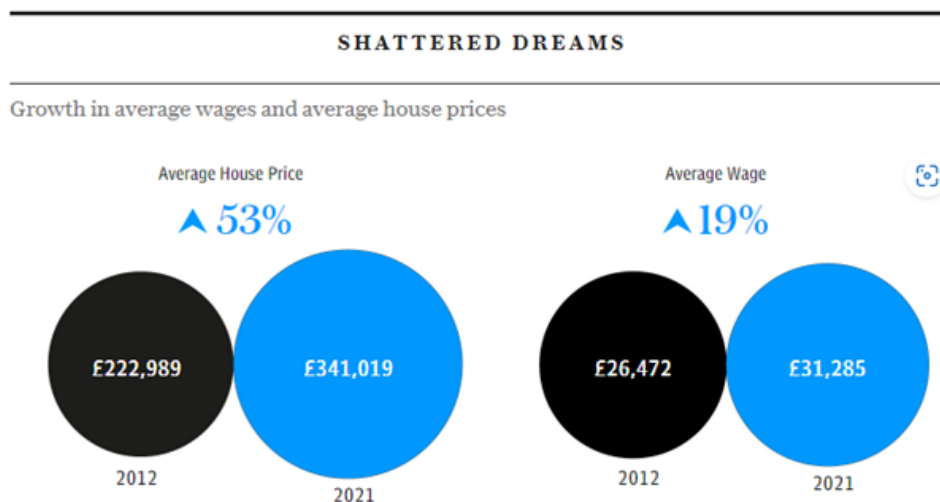 SHATTERED DREAMS
Growth in average wages and average house prices
Average House Price
53%
£222,989
£341,019
2012
2021
Average Wage
19%
£26,472
£31,285
2012
2021